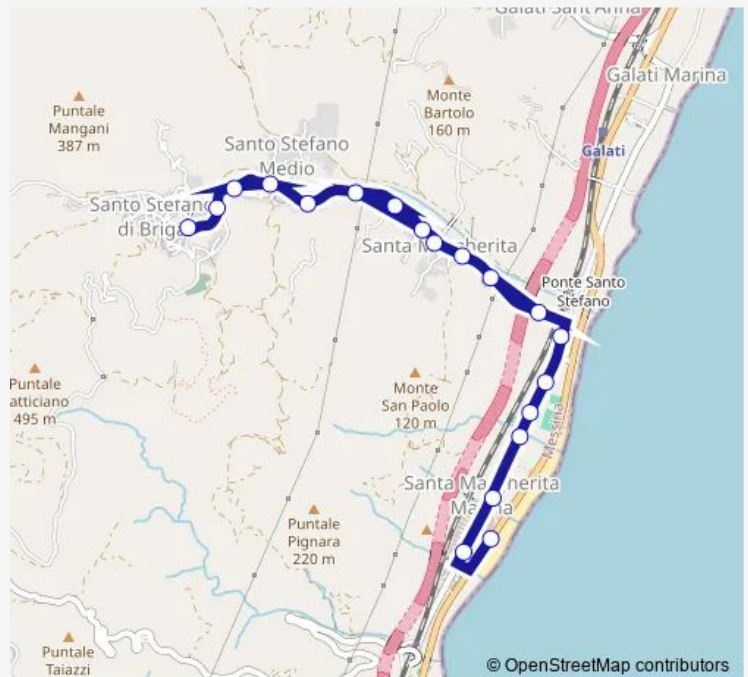 Galati Sant'Anna
Galati Marina
Monte
Bartolo
160 m
Puntale
Mangani
387 m
Galati
Santo Stefano
Medio
Santo Stefano
di Briga
Santa Margherita
Ponte Santo
Stefano
Puntale
atticiano
495 m
Monte
San Paolo
120 m
Messina
Santa Margherita
Marina
Puntale
Pignara
220 m
Puntale
Taiazzi
© OpenStreetMap contributors